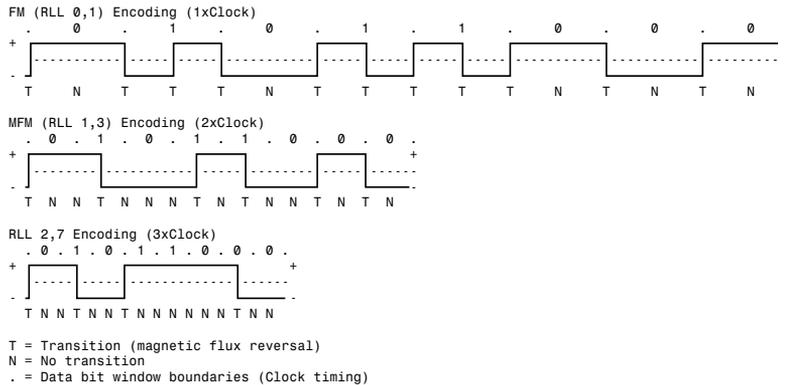 FM (RLL 0,1) Encoding (1xClock)
. 0 . 1 . 0 . 1 . 1 . 0 . 0 . 0
+
-
T N T T T N T T T T T N T N T N
MFM (RLL 1,3) Encoding (2xClock)
. 0 . 1 . 0 . 1 . 1 . 0 . 0 . 0 .
+ +
- -
T N N T N N N T N T N N T N T N
RLL 2,7 Encoding (3xClock)
. 0 . 1 . 0 . 1 . 1 . 0 . 0 . 0 .
+ +
- -
T N N T N N T N N N N N N T N N
T = Transition (magnetic flux reversal)
N = No transition
. = Data bit window boundaries (Clock timing)